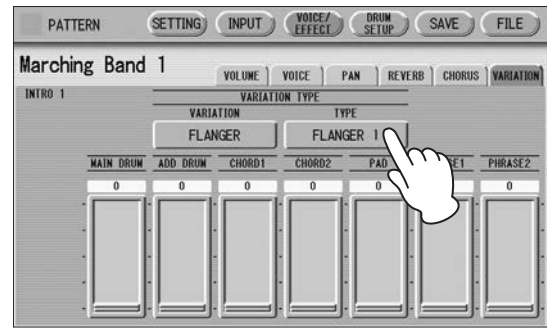 PATTERN SETTING INPUT VOICE/EFFECT DRUM SETUP SAVE FILE
Marching Band 1
VOLUME VOICE PAN REVERB CHORUS VARIATION
INTRO 1
VARIATION TYPE
VARIATION TYPE
FLANGER FLANGER 1
MAIN DRUM ADD DRUM CHORD1 CHORD2 PAD SE1 PHRASE2
0 0 0 0 0 0